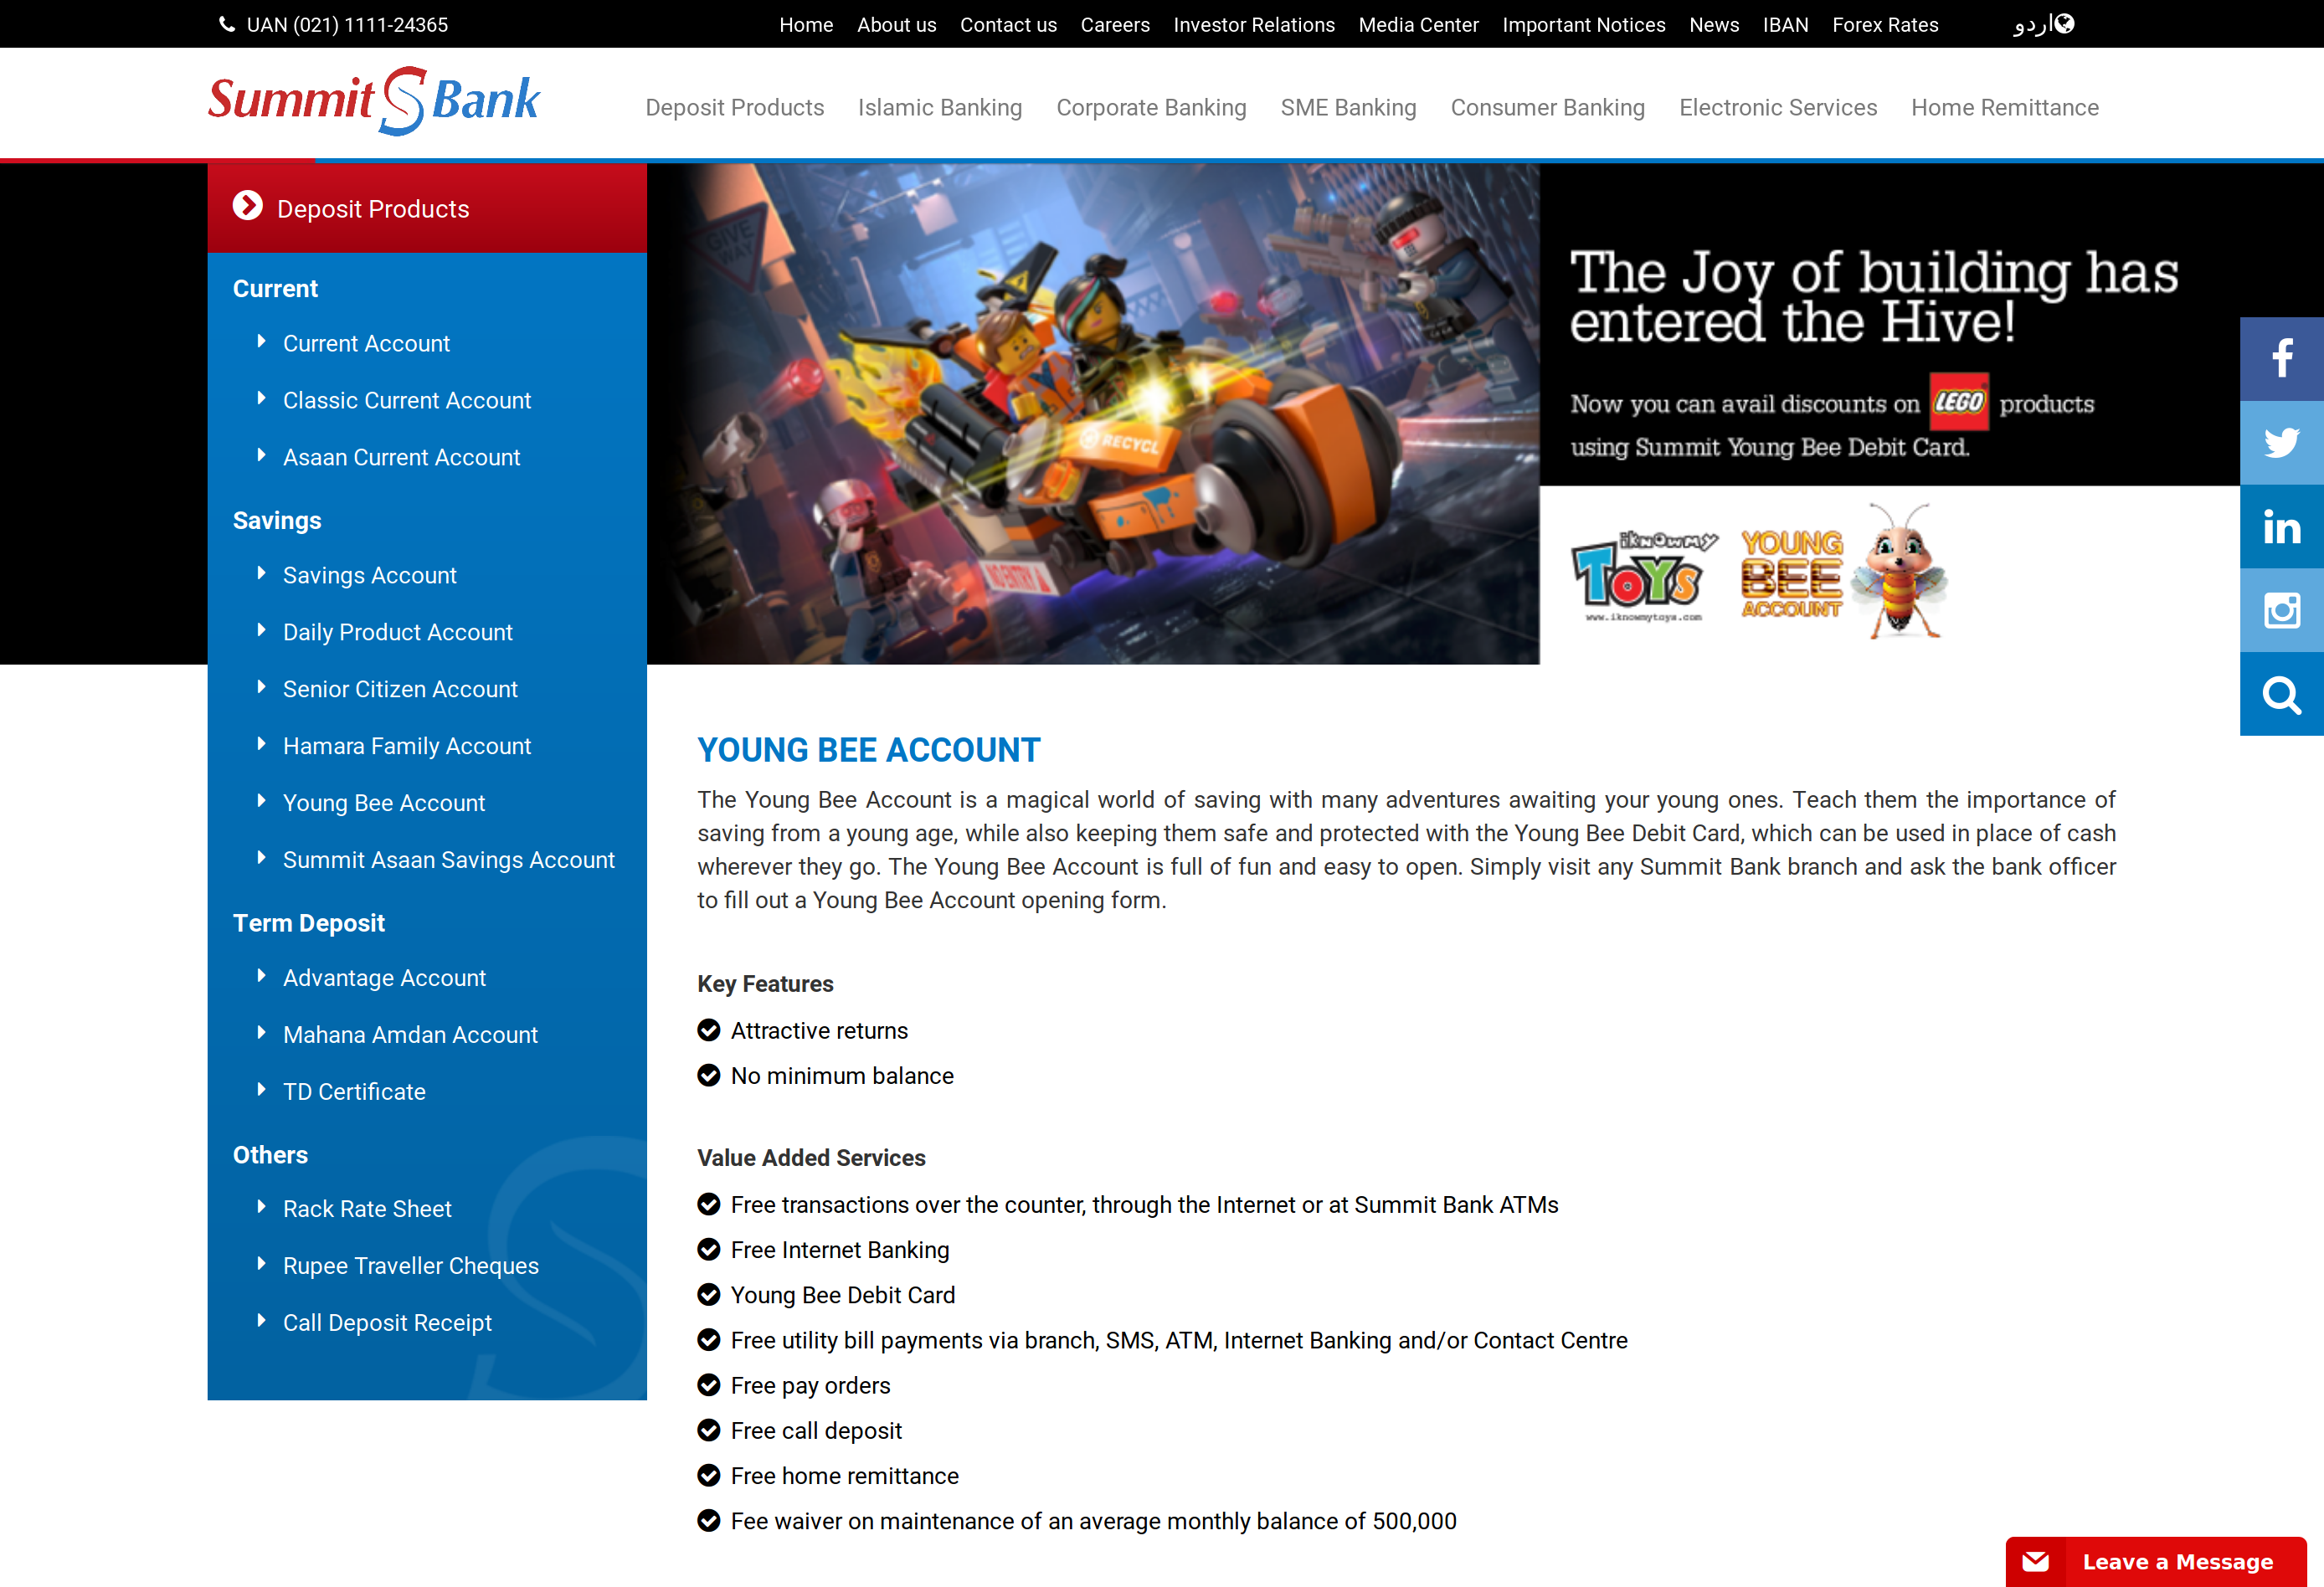 UAN (021) 1111-24365
Home About us Contact us Careers Investor Relations Media Center Important Notices News IBAN Forex Rates اردو
Summit S Bank
Deposit Products Islamic Banking Corporate Banking SME Banking Consumer Banking Electronic Services Home Remittance
Deposit Products
Current
Current Account
Classic Current Account
Asaan Current Account
Savings
Savings Account
Daily Product Account
Senior Citizen Account
Hamara Family Account
Young Bee Account
Summit Asaan Savings Account
Term Deposit
Advantage Account
Mahana Amdan Account
TD Certificate
Others
Rack Rate Sheet
Rupee Traveller Cheques
Call Deposit Receipt
GIVE
WAY
RECYCL
NO ENTRY
The Joy of building has
entered the Hive!
Now you can avail discounts on LEGO products
using Summit Young Bee Debit Card.
iknowmy
TOYS
www.iknowmytoys.com
YOUNG
BEE
ACCOUNT
YOUNG BEE ACCOUNT
The Young Bee Account is a magical world of saving with many adventures awaiting your young ones. Teach them the importance of
saving from a young age, while also keeping them safe and protected with the Young Bee Debit Card, which can be used in place of cash
wherever they go. The Young Bee Account is full of fun and easy to open. Simply visit any Summit Bank branch and ask the bank officer
to fill out a Young Bee Account opening form.
Key Features
Attractive returns
No minimum balance
Value Added Services
Free transactions over the counter, through the Internet or at Summit Bank ATMs
Free Internet Banking
Young Bee Debit Card
Free utility bill payments via branch, SMS, ATM, Internet Banking and/or Contact Centre
Free pay orders
Free call deposit
Free home remittance
Fee waiver on maintenance of an average monthly balance of 500,000
Leave a Message